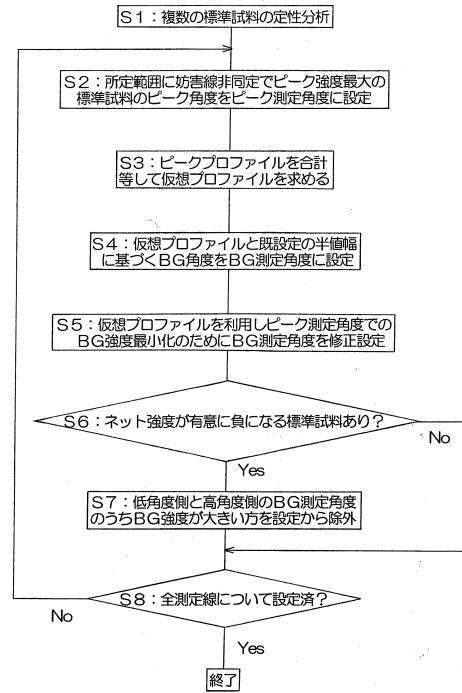 S1：複数の標準試料の定性分析
S2：所定範囲に妨害線非同定でピーク強度最大の
標準試料のピーク角度をピーク測定角度に設定
S3：ピークプロファイルを合計
等して仮想プロファイルを求める
S4：仮想プロファイルと既設定の半値幅
に基づくBG角度をBG測定角度に設定
S5：仮想プロファイルを利用しピーク測定角度での
BG強度最小化のためにBG測定角度を修正設定
S6：ネット強度が有意に負になる標準試料あり？
No
Yes
S7：低角度側と高角度側のBG測定角度
のうちBG強度が大きい方を設定から除外
S8：全測定線について設定済？
No
Yes
終了